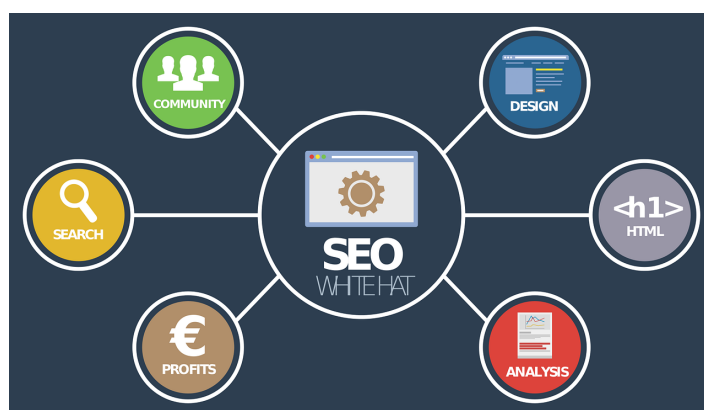 COMMUNITY
DESIGN
SEARCH
SEO
WHITE HAT
<h1>
HTML
€
PROFITS
ANALYSIS